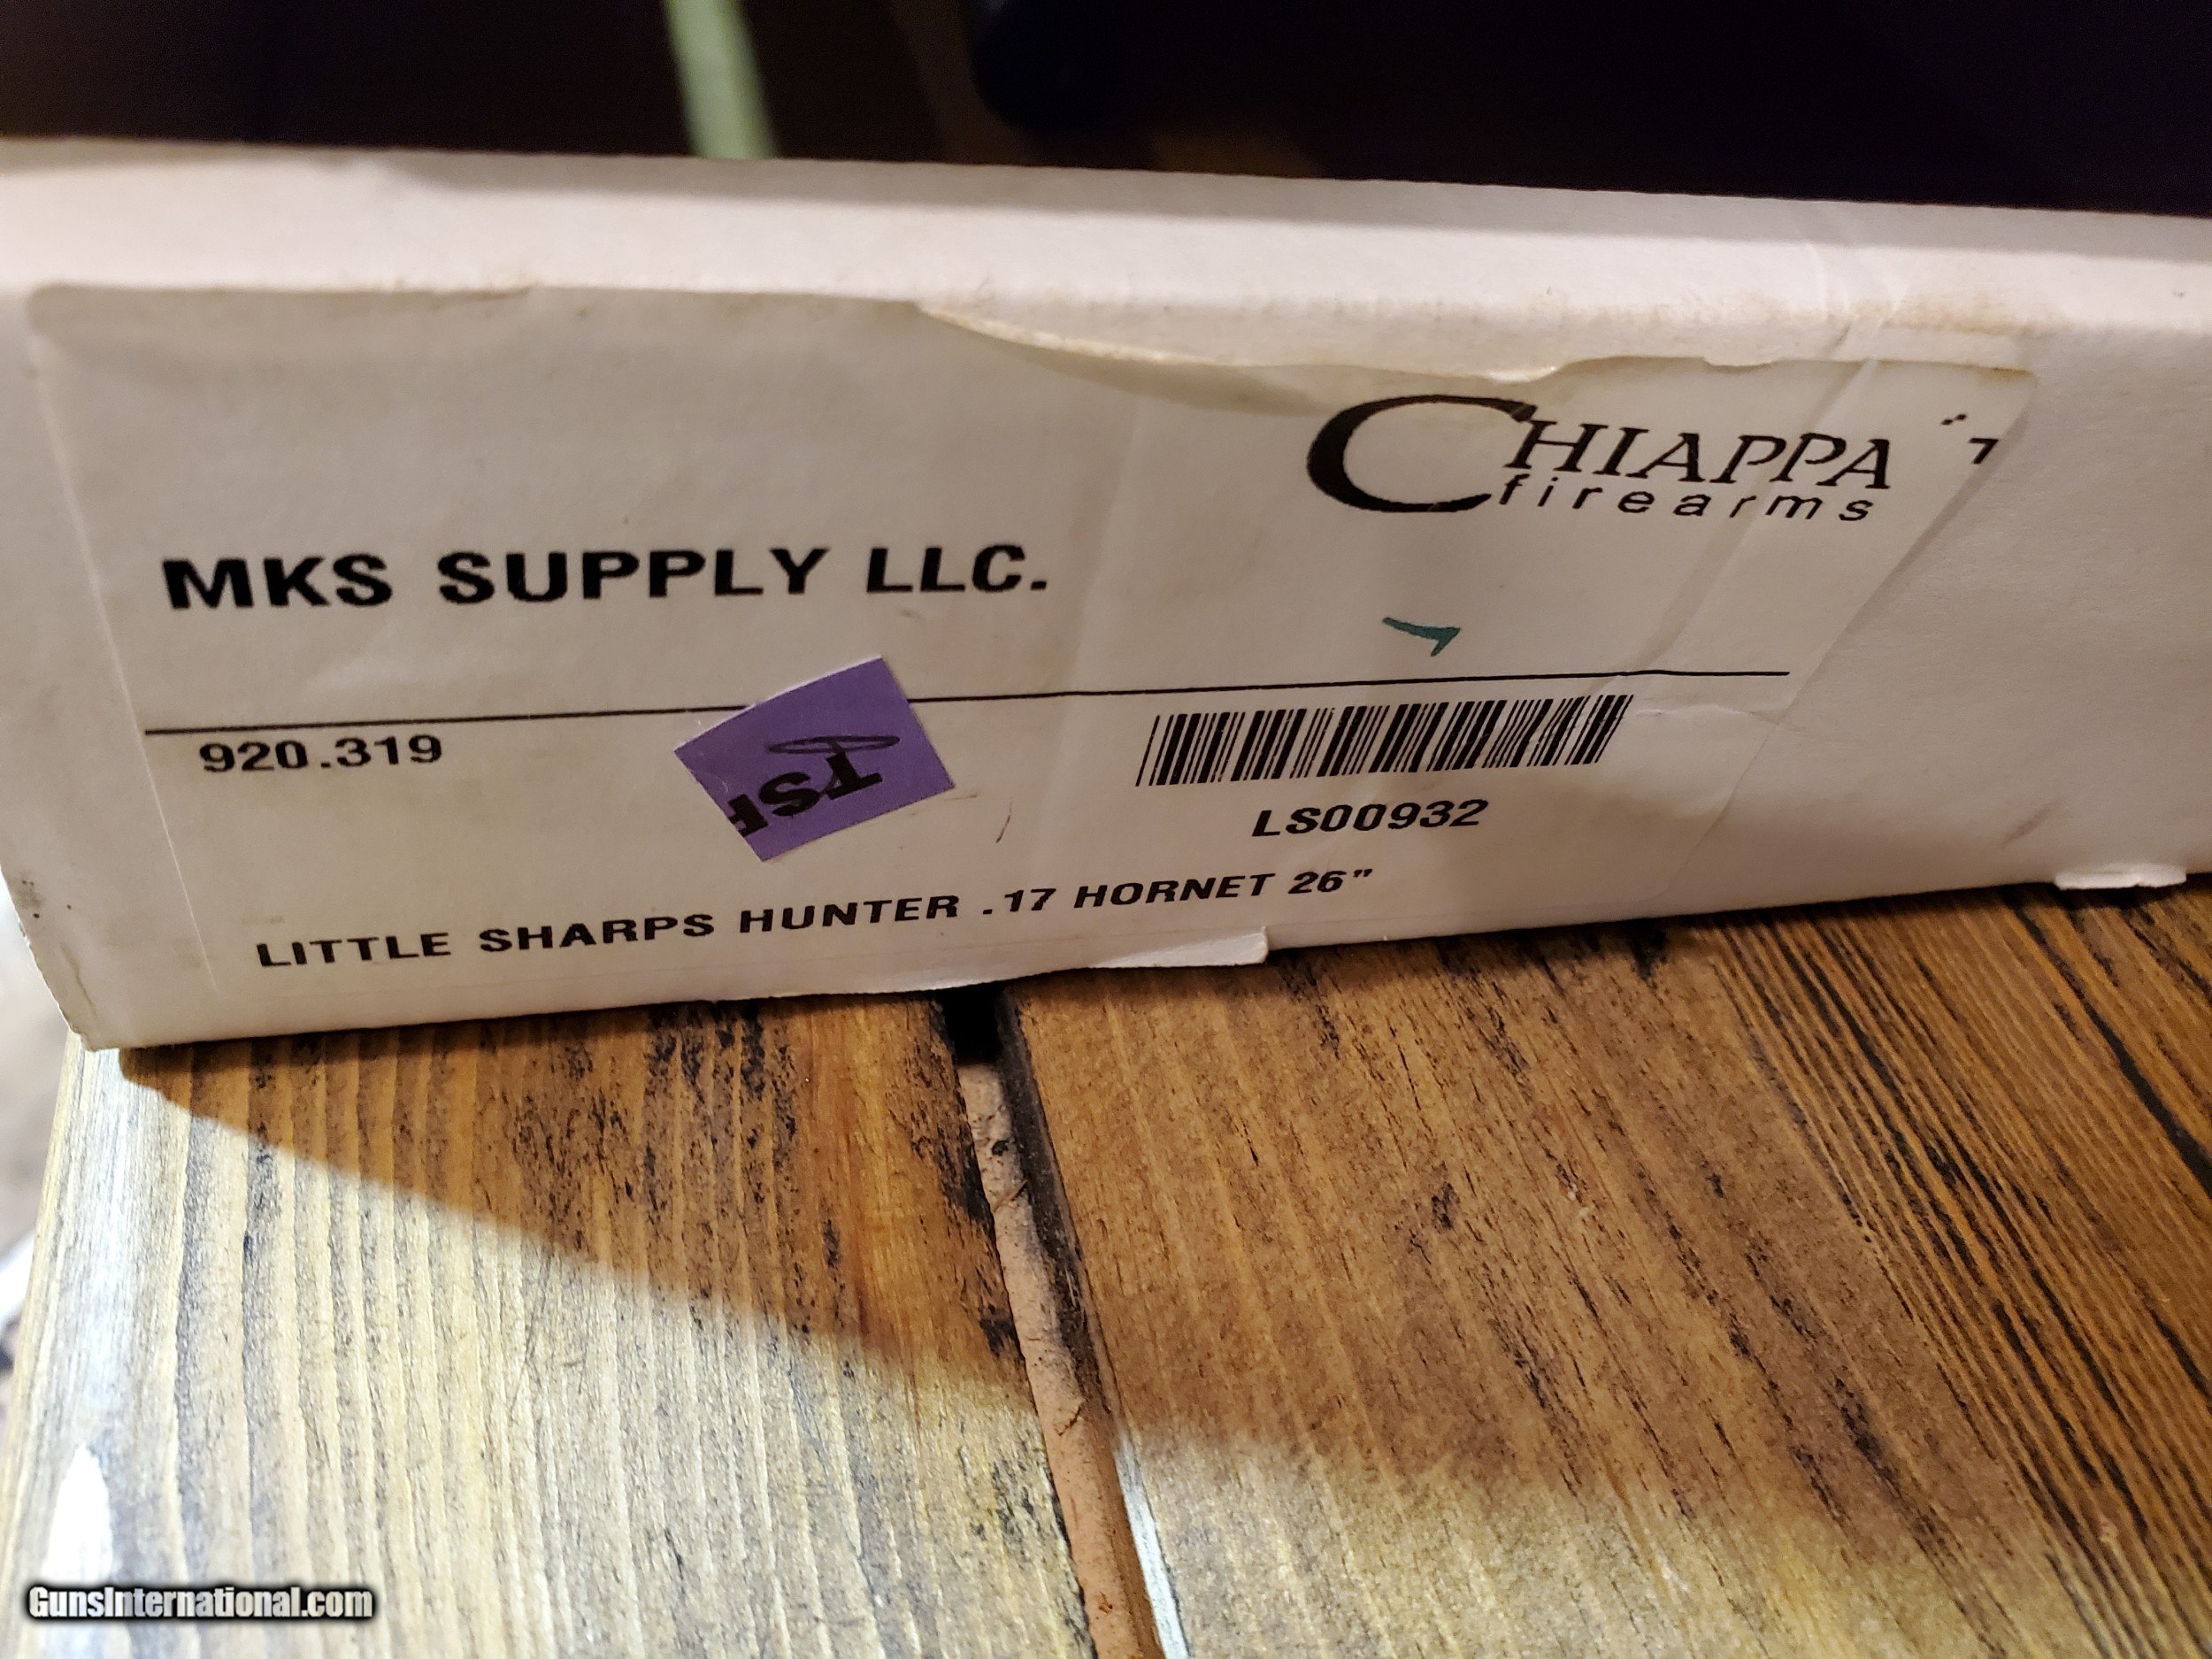 CHIAPPA
firearms
MKS SUPPLY LLC.
920.319
LS00932
LITTLE SHARPS HUNTER .17 HORNET 26"
GunsInternational.com